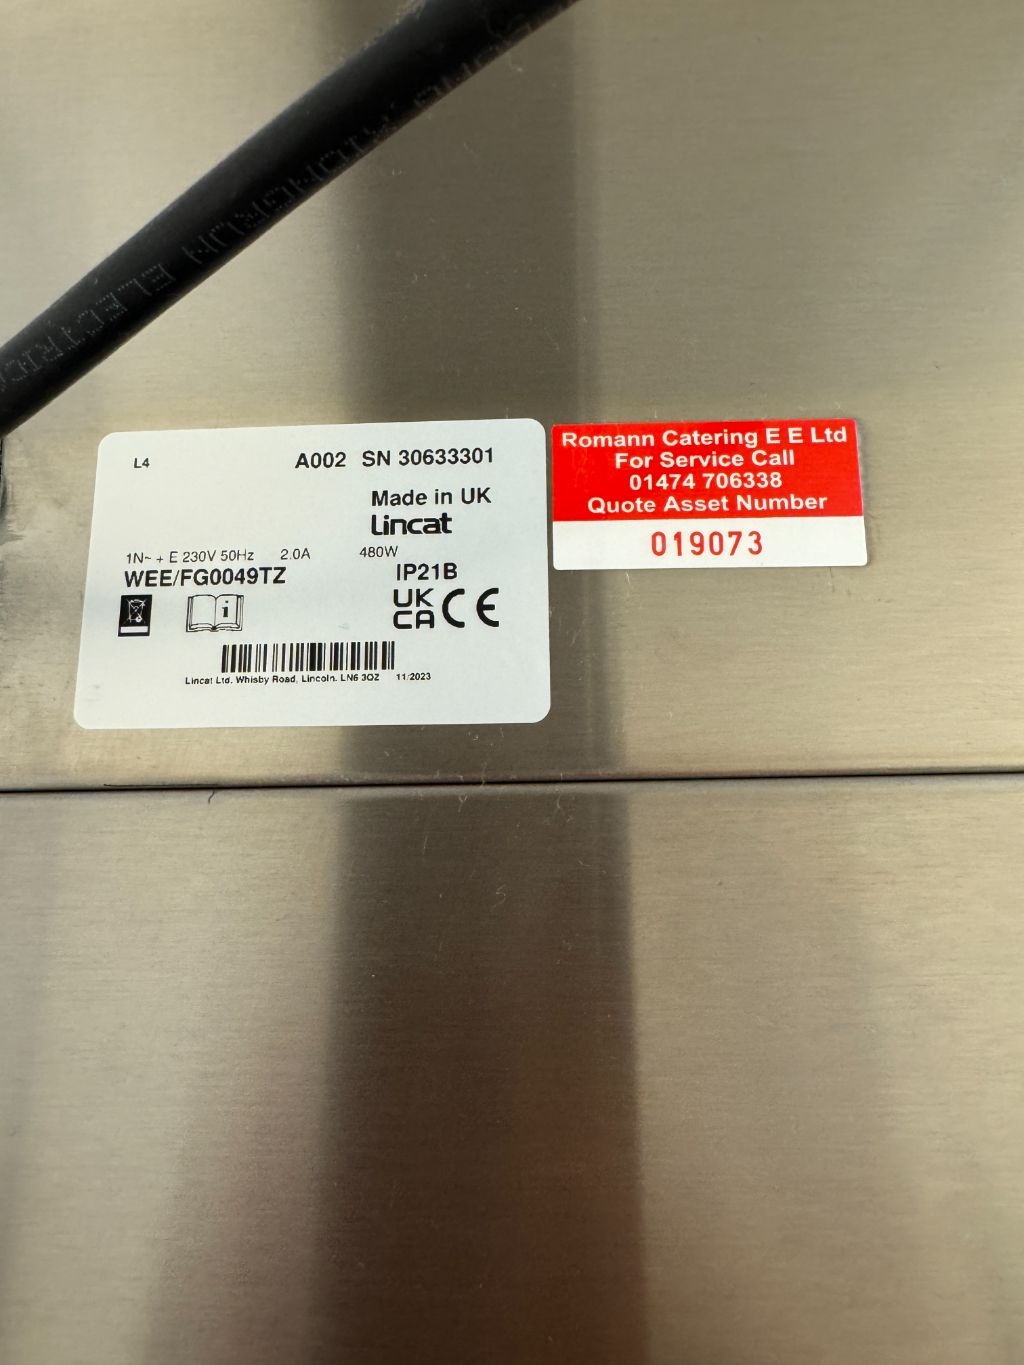 L4
A002 SN 30633301
Made in UK
Lincat
1N~ + E 230V 50Hz 2.0A 480W
WEE/FG0049TZ
IP21B
UK
CA CE
Lincat Ltd. Whisby Road, Lincoln. LN6 3QZ 11/2023
Romann Catering E E Ltd
For Service Call
01474 706338
Quote Asset Number
019073